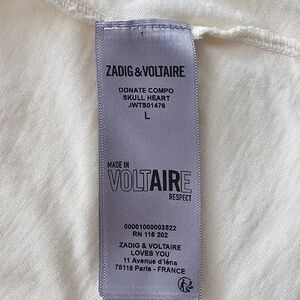 ZADIG & VOLTAIRE
DONATE COMPO
SKULL HEART
JWTS01476
L
MADE IN
VOLTAIRE
RESPECT
00001000003522
RN 116 202
ZADIG & VOLTAIRE
LOVES YOU
11 Avenue d'Iéna
75116 Paris - FRANCE